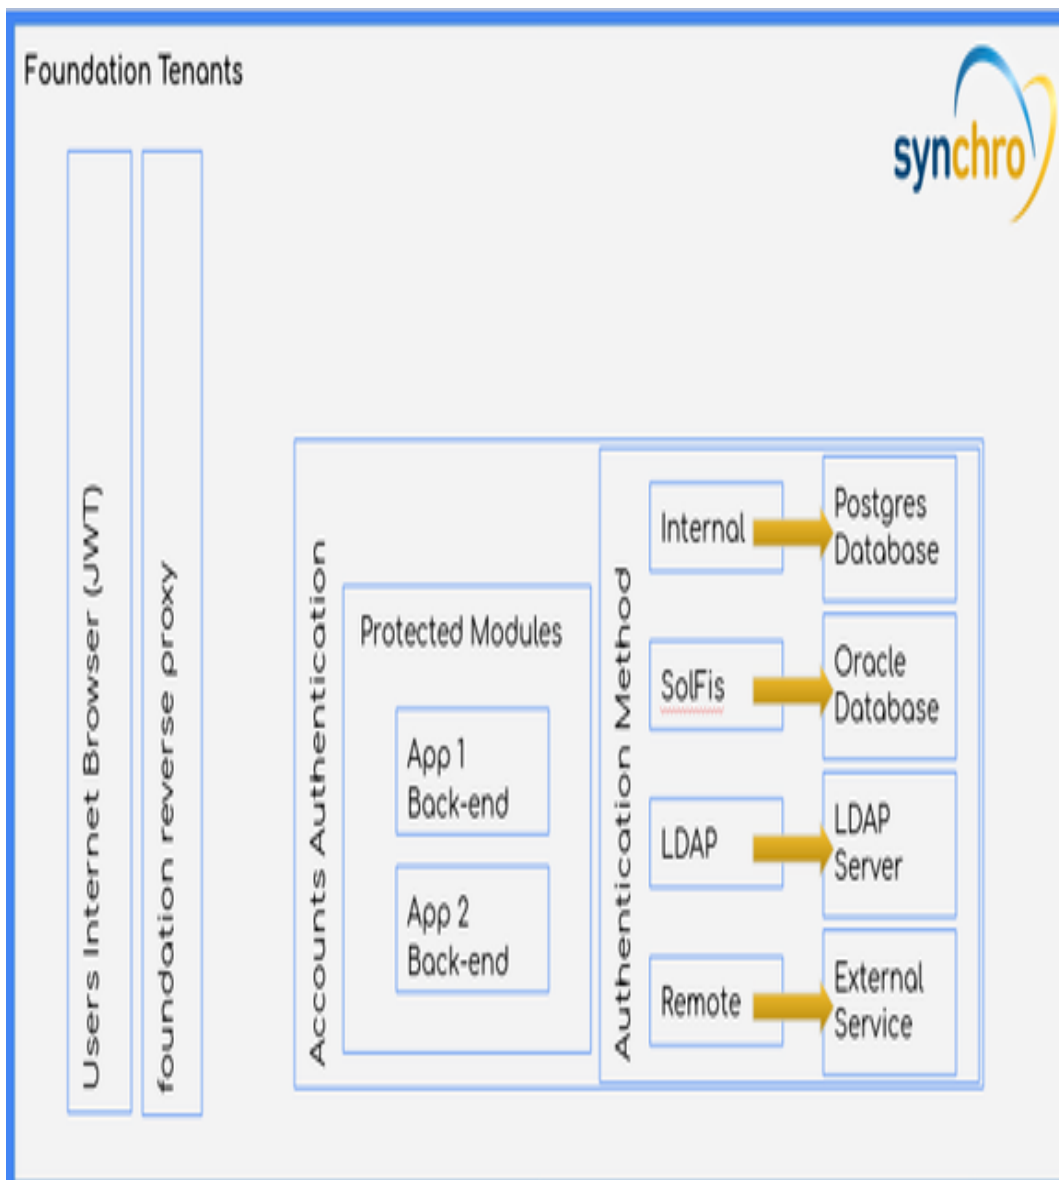 Foundation Tenants
synchro
Users Internet Browser (JWT)
foundation reverse proxy
Accounts Authentication
Protected Modules
App 1
Back-end
App 2
Back-end
Authentication Method
Internal
Postgres
Database
SolFis
Oracle
Database
LDAP
LDAP
Server
Remote
External
Service